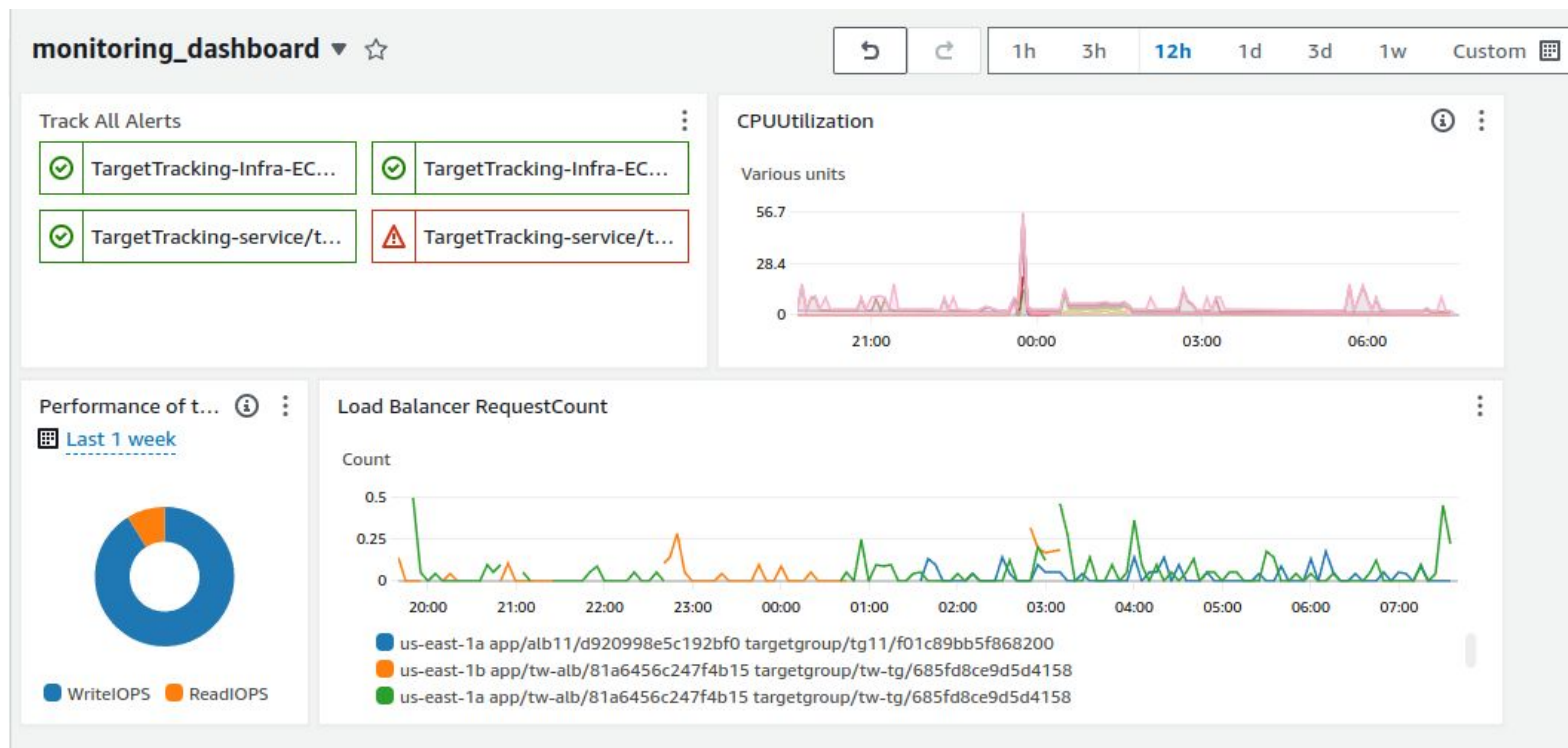 monitoring_dashboard
1h 3h 12h 1d 3d 1w Custom
Track All Alerts
TargetTracking-Infra-EC... TargetTracking-Infra-EC...
TargetTracking-service/t... TargetTracking-service/t...
CPUUtilization
Various units
56.7
28.4
0
21:00 00:00 03:00 06:00
Performance of t...
Last 1 week
WriteIOPS ReadIOPS
Load Balancer RequestCount
Count
0.5
0.25
0
20:00 21:00 22:00 23:00 00:00 01:00 02:00 03:00 04:00 05:00 06:00 07:00
us-east-1a app/alb11/d920998e5c192bf0 targetgroup/tg11/f01c89bb5f868200
us-east-1b app/tw-alb/81a6456c247f4b15 targetgroup/tw-tg/685fd8ce9d5d4158
us-east-1a app/tw-alb/81a6456c247f4b15 targetgroup/tw-tg/685fd8ce9d5d4158